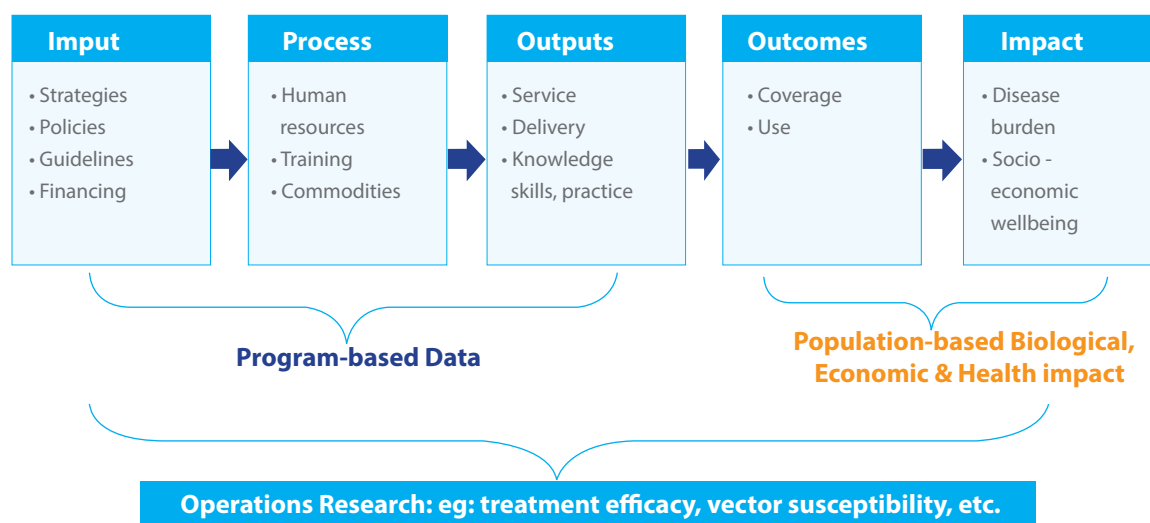 Imput
• Strategies
• Policies
• Guidelines
• Financing
Process
• Human
resources
• Training
• Commodities
Outputs
• Service
• Delivery
• Knowledge
skills, practice
Outcomes
• Coverage
• Use
Impact
• Disease
burden
• Socio -
economic
wellbeing
Program-based Data
Population-based Biological,
Economic & Health impact
Operations Research: eg: treatment efficacy, vector susceptibility, etc.